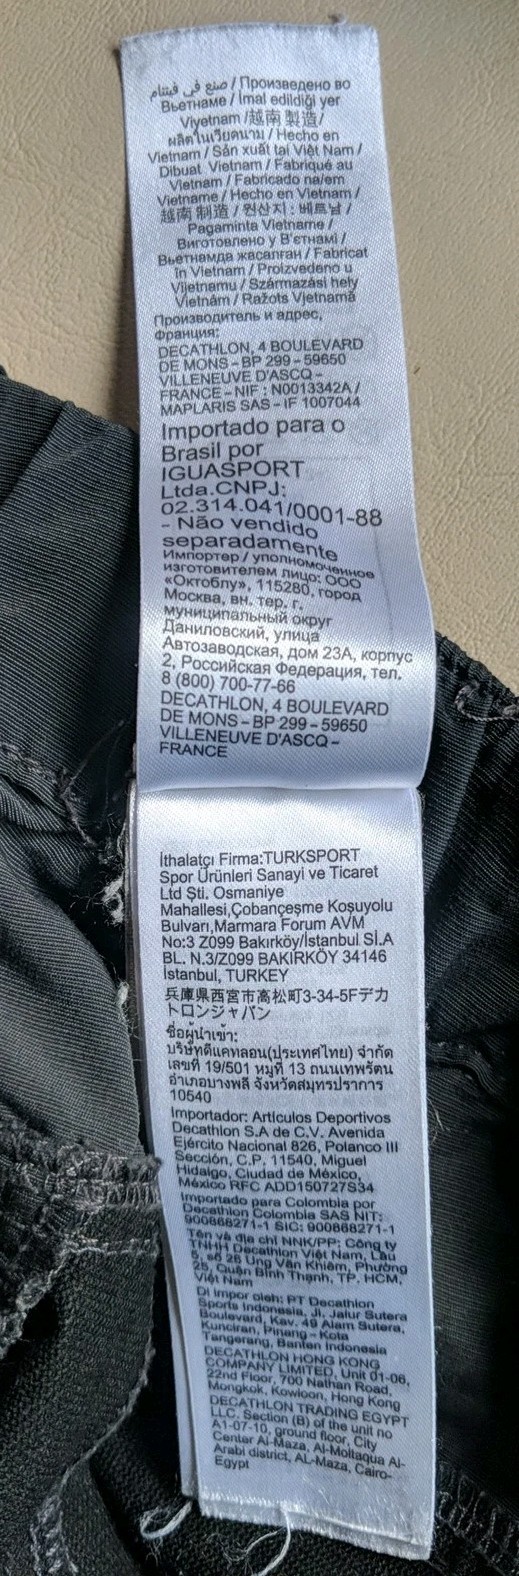 صنع في فيتنام / Произведено во
Вьетнаме / İmal edildiği yer
Viyetnam /越南 製造/
ผลิตในเวียดนาม / Hecho en
Vietnam / Sản xuất tại Việt Nam /
Dibuat Vietnam / Fabriqué au
Vietnam / Fabricado na/em
Vietname / Hecho en Vietnam /
越南 制造 / 원산지 : 베트남 /
Pagaminta Vietname /
Виготовлено у В'єтнамі /
Вьетнамда жасалған / Fabricat
în Vietnam / Proizvedeno u
Vijetnamu / Származási hely
Vietnám / Ražots Vjetnamā
Производитель и адрес,
Франция:
DECATHLON, 4 BOULEVARD
DE MONS – BP 299 – 59650
VILLENEUVE D'ASCQ –
FRANCE – NIF : N0013342A /
MAPLARIS SAS – IF 1007044
Importado para o
Brasil por
IGUASPORT
Ltda.CNPJ:
02.314.041/0001-88
- Não vendido
separadamente
Импортер / уполномоченное
изготовителем лицо: ООО
«Октоблу», 115280, город
Москва, вн. тер. г.
муниципальный округ
Даниловский, улица
Автозаводская, дом 23А, корпус
2, Российская Федерация, тел.
8 (800) 700-77-66
DECATHLON, 4 BOULEVARD
DE MONS – BP 299 – 59650
VILLENEUVE D'ASCQ –
FRANCE
İthalatçı Firma:TURKSPORT
Spor Ürünleri Sanayi ve Ticaret
Ltd Şti. Osmaniye
Mahallesi,Çobançeşme Koşuyolu
Bulvarı,Marmara Forum AVM
No:3 Z099 Bakırköy/İstanbul Sİ.A
BL. N.3/Z099 BAKIRKÖY 34146
İstanbul, TURKEY
兵庫県西宮市高松町3-34-5Fデカ
トロンジャパン
ชื่อผู้นำเข้า:
บริษัทดีแคทลอน(ประเทศไทย) จำกัด
เลขที่ 19/501 หมู่ที่ 13 ถนนเทพรัตน
อำเภอบางพลี จังหวัดสมุทรปราการ
10540
Importador: Artículos Deportivos
Decathlon S.A de C.V. Avenida
Ejército Nacional 826, Polanco III
Sección, C.P. 11540, Miguel
Hidalgo, Ciudad de México,
México RFC ADD150727S34
Importado para Colombia por
Decathlon Colombia SAS NIT:
900868271-1 SIC: 900868271-1
Tên và địa chỉ NNK/PP: Công ty
TNHH Decathlon Việt Nam, Lầu
5, số 26 Ung Văn Khiêm, Phường
25, Quận Bình Thạnh, TP. HCM,
Việt Nam
Di impor oleh: PT Decathlon
Sports Indonesia, Jl. Jalur Sutera
Boulevard, Kav. 49 Alam Sutera,
Kunciran, Pinang – Kota
Tangerang, Banten Indonesia
DECATHLON HONG KONG
COMPANY LIMITED, Unit 01-06,
22nd Floor, 700 Nathan Road,
Mongkok, Kowloon, Hong Kong
DECATHLON TRADING EGYPT
LLC. Section (B) of the unit no
A1-07-10, ground floor, City
Center Al-Maza, Al-Moltaqua Al-
Arabi district, AL-Maza, Cairo-
Egypt